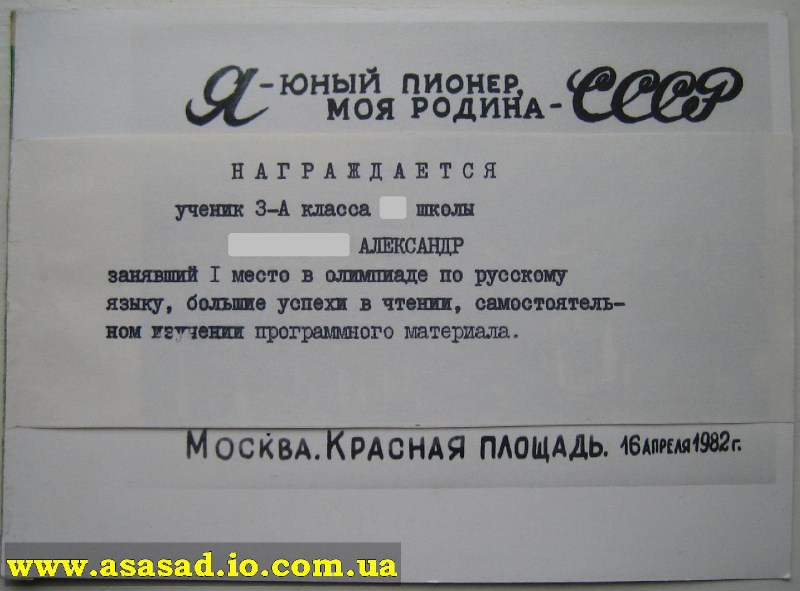 Я - ЮНЫЙ ПИОНЕР,
МОЯ РОДИНА - СССР
НАГРАЖДАЕТСЯ
ученик 3-А класса школы
АЛЕКСАНДР
занявший I место в олимпиаде по русскому
языку, большие успехи в чтении, самостоятель-
ном изучении программного материала.
МОСКВА. КРАСНАЯ ПЛОЩАДЬ. 16 АПРЕЛЯ 1982 г.
www.asasad.io.com.ua